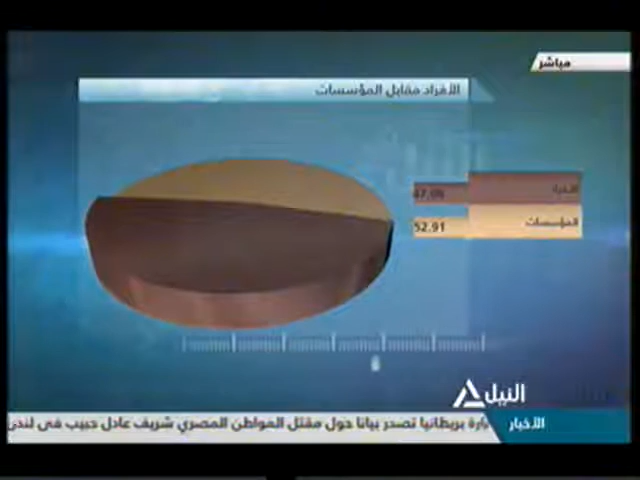 مباشر
الأفراد مقابل المؤسسات
47.09
المؤسسات
52.91
النيل
الأخبار
بارة بريطانيا تصدر بيانا حول مقتل المواطن المصري شريف عادل حبيب فى لندن